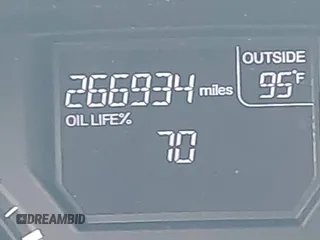 OUTSIDE
266934 miles 95°F
OIL LIFE%
70
DREAMBID